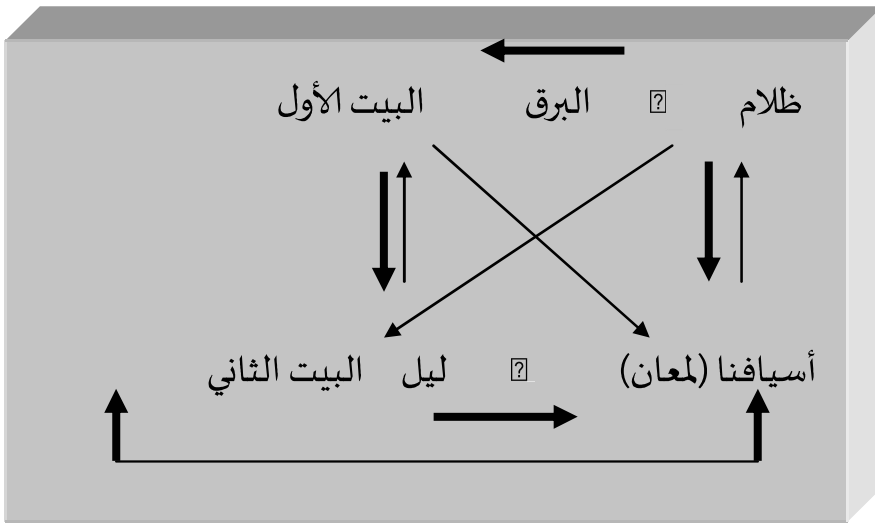 ظلام ⍰ البرق البيت الأول
أسيافنا (لمعان) ⍰ ليل البيت الثاني